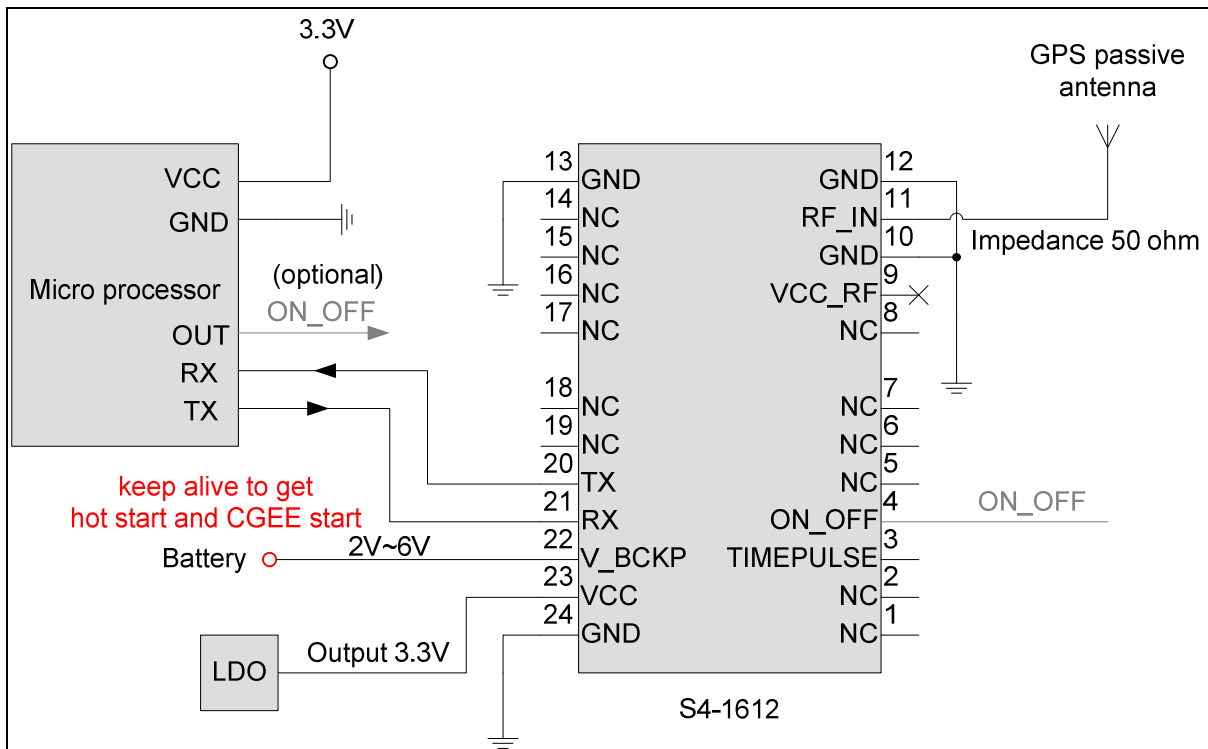 3.3V
GPS passive
antenna
VCC
GND
Micro processor
(optional)
ON_OFF
OUT
RX
TX
keep alive to get
hot start and CGEE start
Battery
2V~6V
LDO
Output 3.3V
13
GND
14
NC
15
NC
16
NC
17
NC
18
NC
19
NC
20
TX
21
RX
22
V_BCKP
23
VCC
24
GND
12
GND
11
RF_IN
Impedance 50 ohm
10
GND
9
VCC_RF
8
NC
7
NC
6
NC
5
NC
4
ON_OFF
ON_OFF
3
TIMEPULSE
2
NC
1
NC
S4-1612